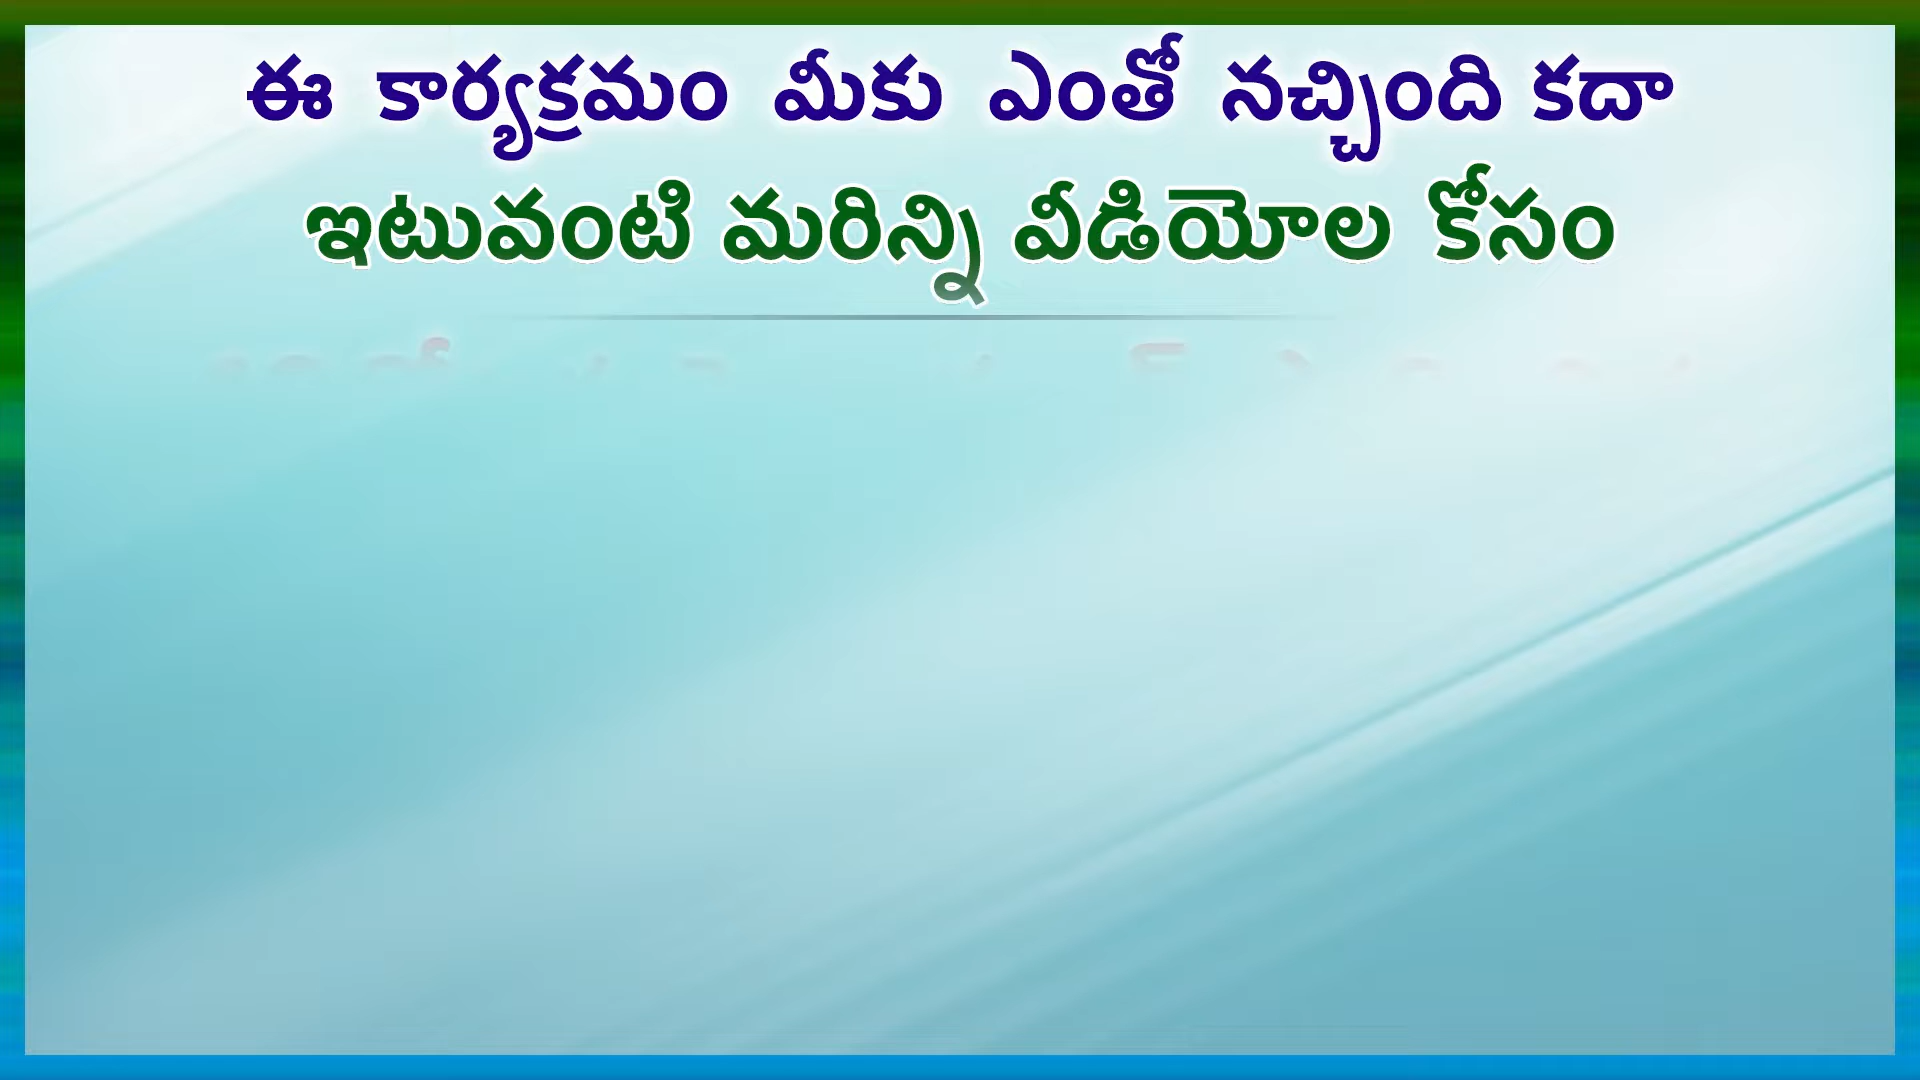 ఈ కార్యక్రమం మీకు ఎంతో నచ్చింది కదా
ఇటువంటి మరిన్ని వీడియోల కోసం